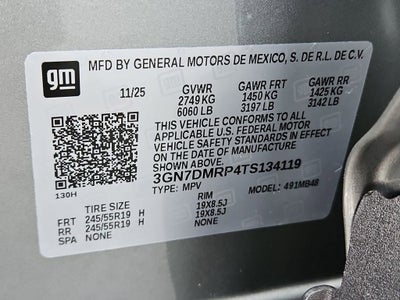 gm MFD BY GENERAL MOTORS DE MEXICO, S. DE R.L. DE C.V.
11/25 GVWR GAWR FRT GAWR RR
2749 KG 1450 KG 1425 KG
6060 LB 3197 LB 3142 LB
THIS VEHICLE CONFORMS TO ALL
APPLICABLE U.S. FEDERAL MOTOR
VEHICLE SAFETY STANDARDS IN EFFECT
ON THE DATE OF MANUFACTURE SHOWN ABOVE.
3GN7DMRP4TS134119
130H TYPE: MPV MODEL: 491MB48
TIRE SIZE RIM
FRT 245/55R19 H 19X8.5J
RR 245/55R19 H 19X8.5J
SPA NONE NONE